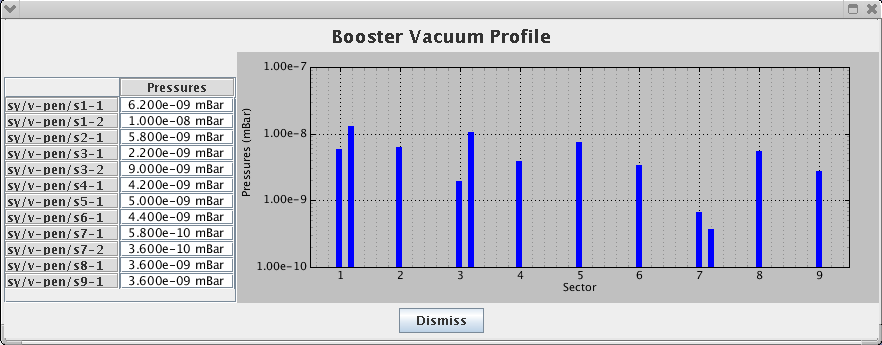 Booster Vacuum Profile
Pressures
sy/v-pen/s1-1 6.200e-09 mBar
sy/v-pen/s1-2 1.000e-08 mBar
sy/v-pen/s2-1 5.800e-09 mBar
sy/v-pen/s3-1 2.200e-09 mBar
sy/v-pen/s3-2 9.000e-09 mBar
sy/v-pen/s4-1 4.200e-09 mBar
sy/v-pen/s5-1 5.000e-09 mBar
sy/v-pen/s6-1 4.400e-09 mBar
sy/v-pen/s7-1 5.800e-10 mBar
sy/v-pen/s7-2 3.600e-10 mBar
sy/v-pen/s8-1 3.600e-09 mBar
sy/v-pen/s9-1 3.600e-09 mBar
Pressures (mBar)
1.00e-7
1.00e-8
1.00e-9
1.00e-10
1 2 3 4 5 6 7 8 9
Sector
Dismiss